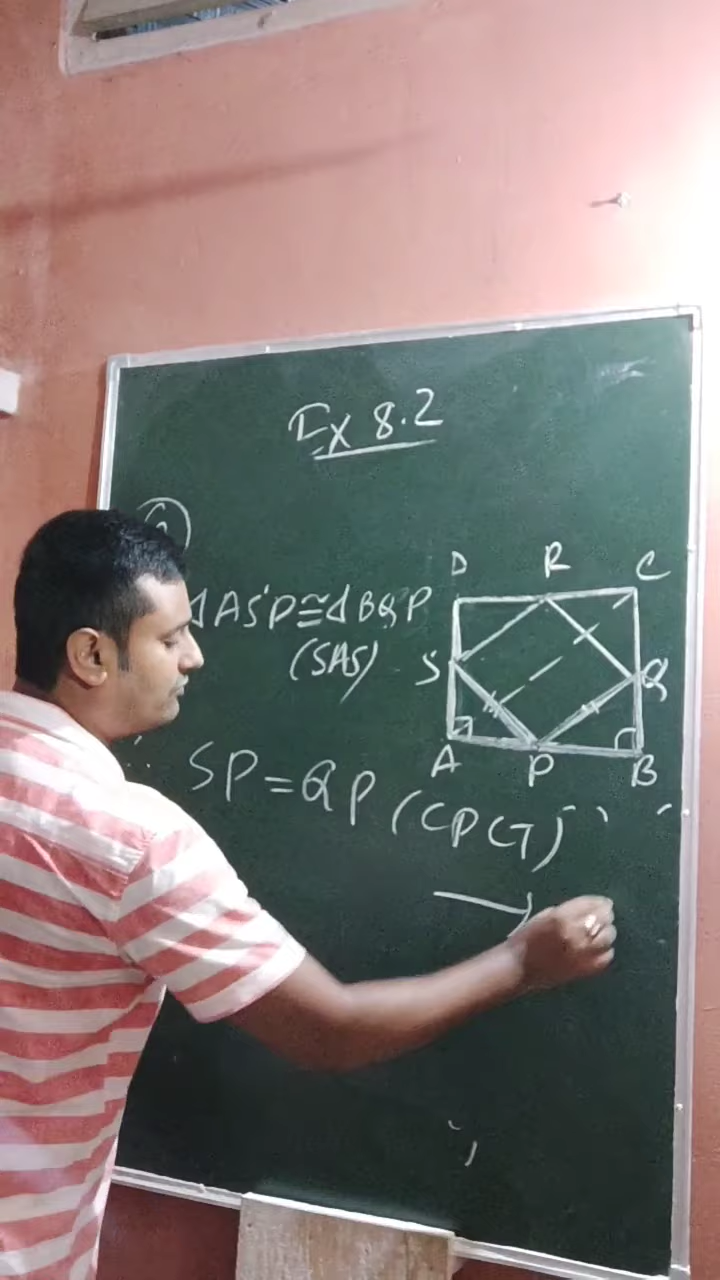 Ex 8.2
ASP≅△BQP
(SAS)
SP=QP (CPCT)
D R C
S Q
A P B